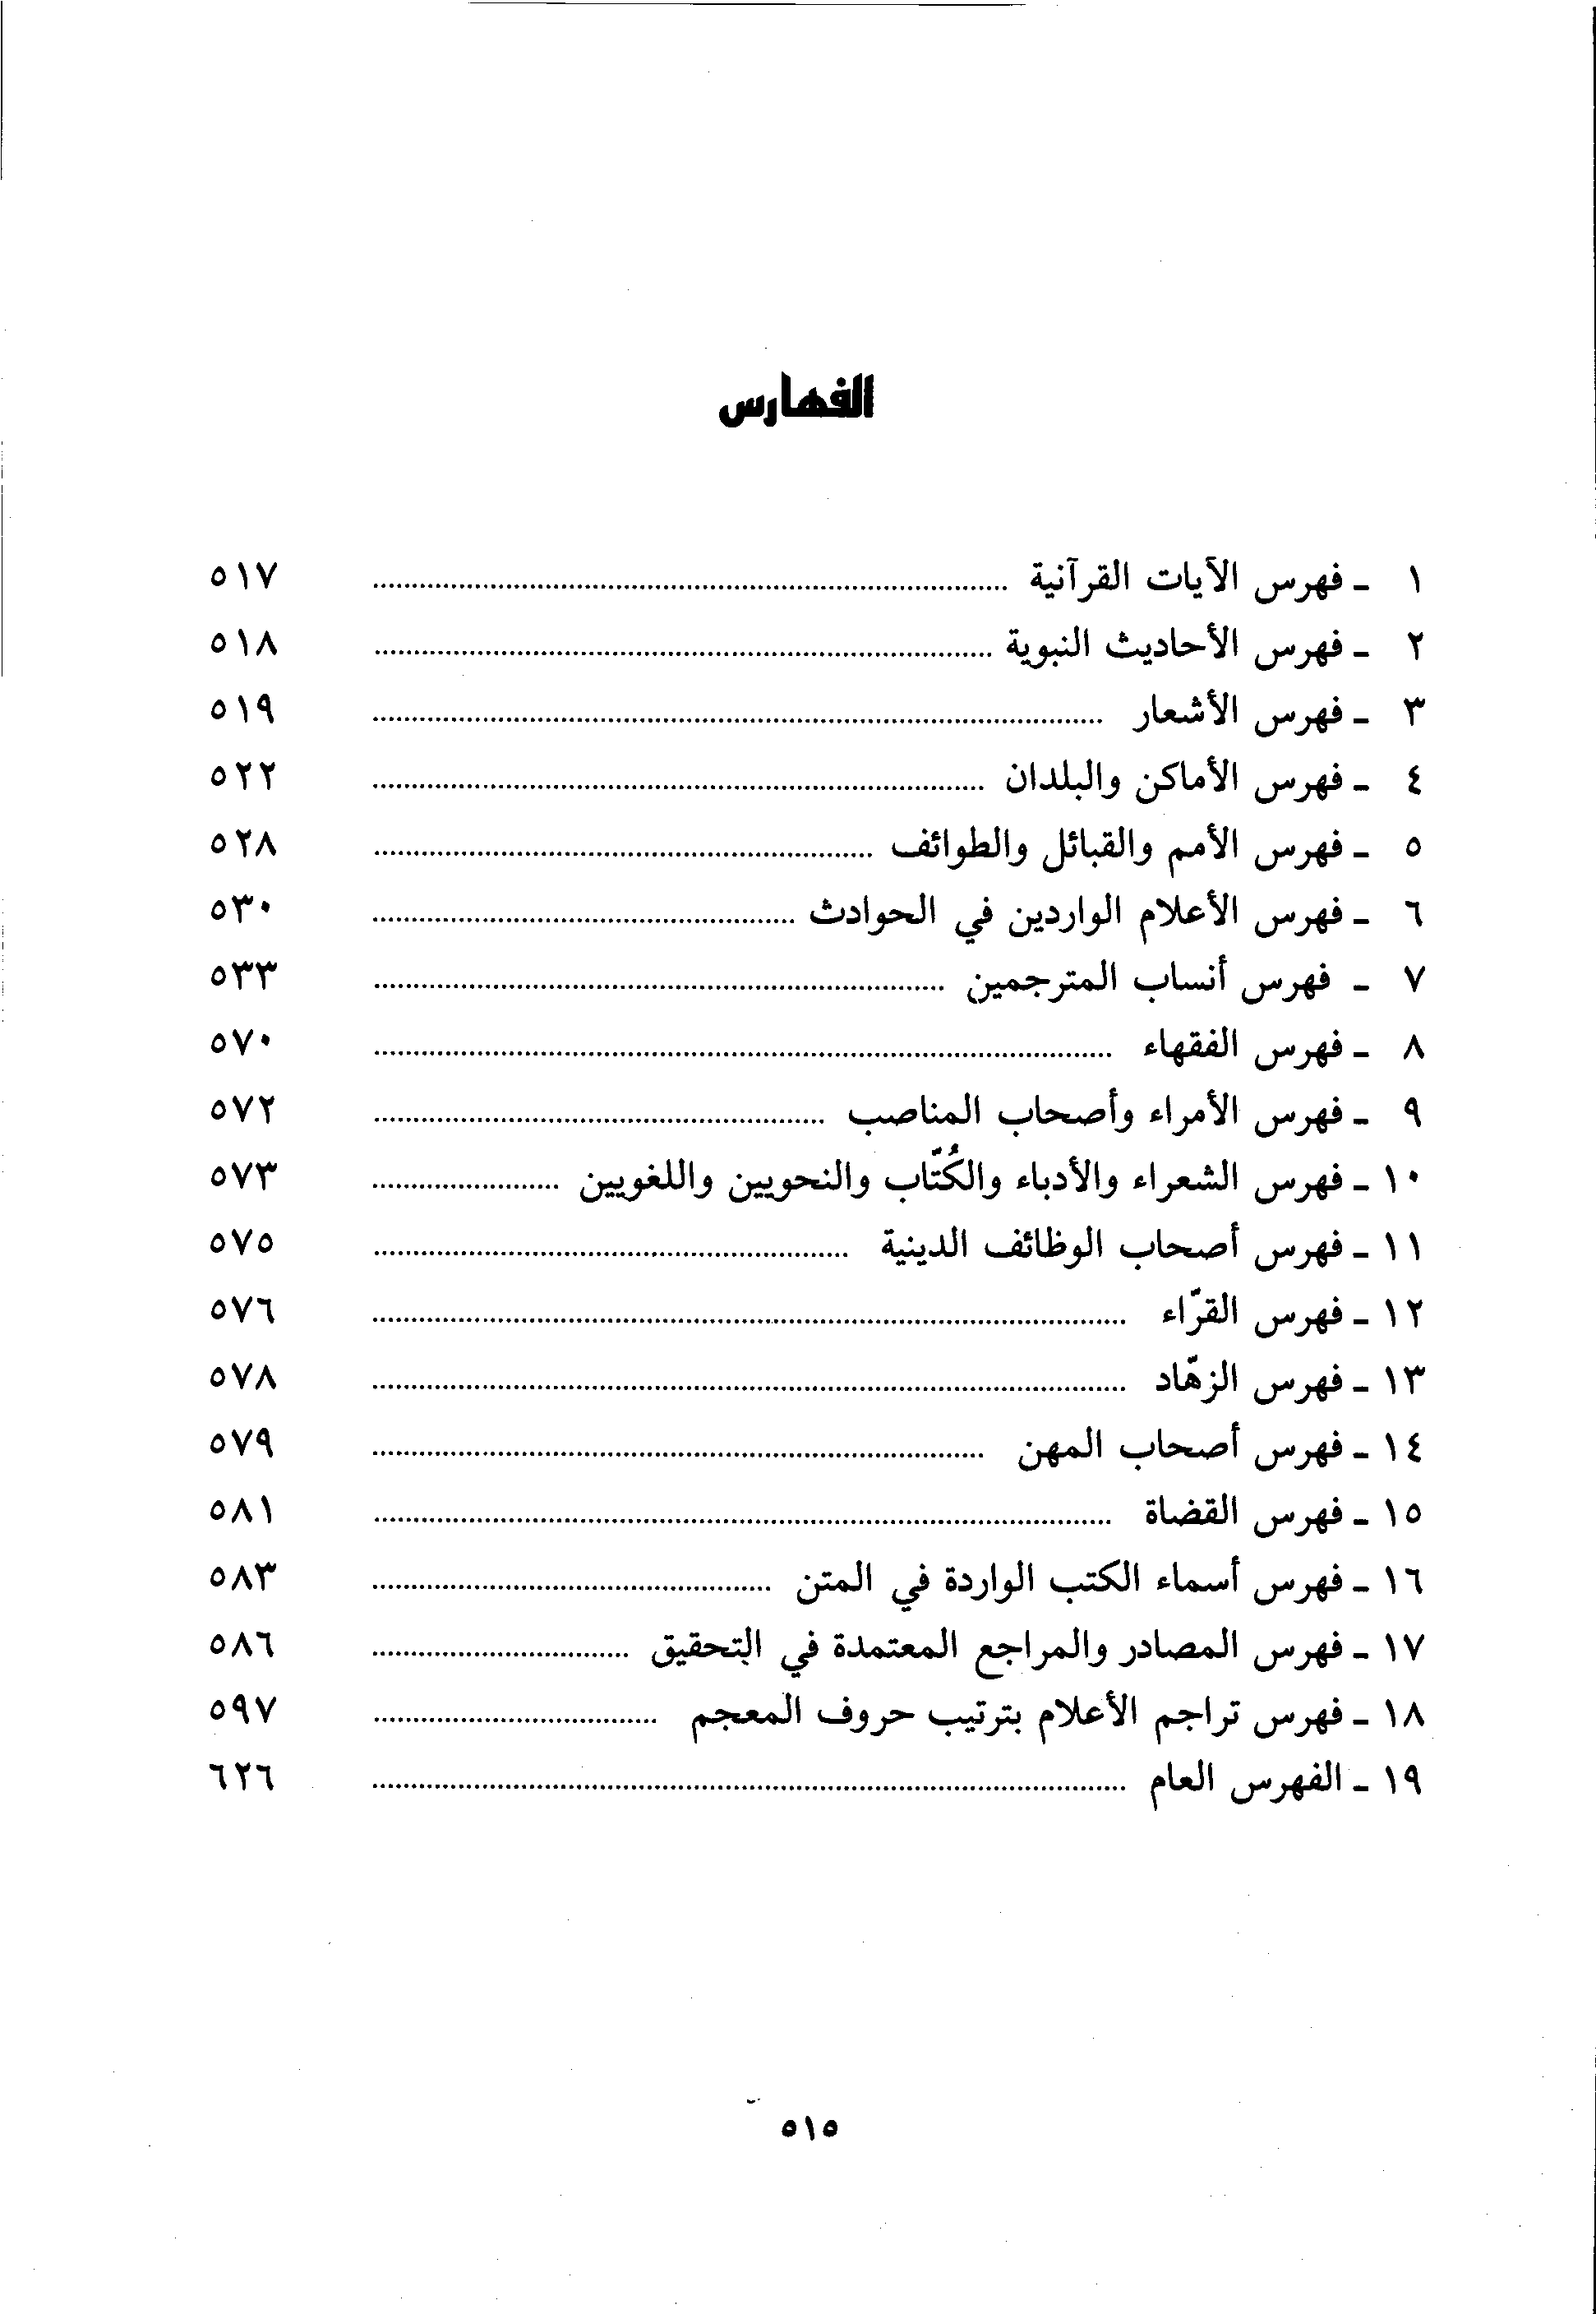 الفهارس
١ - فهرس الآيات القرآنية ........ ٥١٧
٢ - فهرس الأحاديث النبوية ........ ٥١٨
٣ - فهرس الأشعار ........ ٥١٩
٤ - فهرس الأماكن والبلدان ........ ٥٢٢
٥ - فهرس الأمم والقبائل والطوائف ........ ٥٢٨
٦ - فهرس الأعلام الواردين في الحوادث ........ ٥٣٠
٧ - فهرس أنساب المترجمين ........ ٥٣٣
٨ - فهرس الفقهاء ........ ٥٧٠
٩ - فهرس الأمراء وأصحاب المناصب ........ ٥٧٢
١٠ - فهرس الشعراء والأدباء والكُتّاب والنحويين واللغويين ........ ٥٧٣
١١ - فهرس أصحاب الوظائف الدينية ........ ٥٧٥
١٢ - فهرس القرّاء ........ ٥٧٦
١٣ - فهرس الزهّاد ........ ٥٧٨
١٤ - فهرس أصحاب المهن ........ ٥٧٩
١٥ - فهرس القضاة ........ ٥٨١
١٦ - فهرس أسماء الكتب الواردة في المتن ........ ٥٨٣
١٧ - فهرس المصادر والمراجع المعتمدة في التحقيق ........ ٥٨٦
١٨ - فهرس تراجم الأعلام بترتيب حروف المعجم ........ ٥٩٧
١٩ - الفهرس العام ........ ٦٢٦
٥١٥